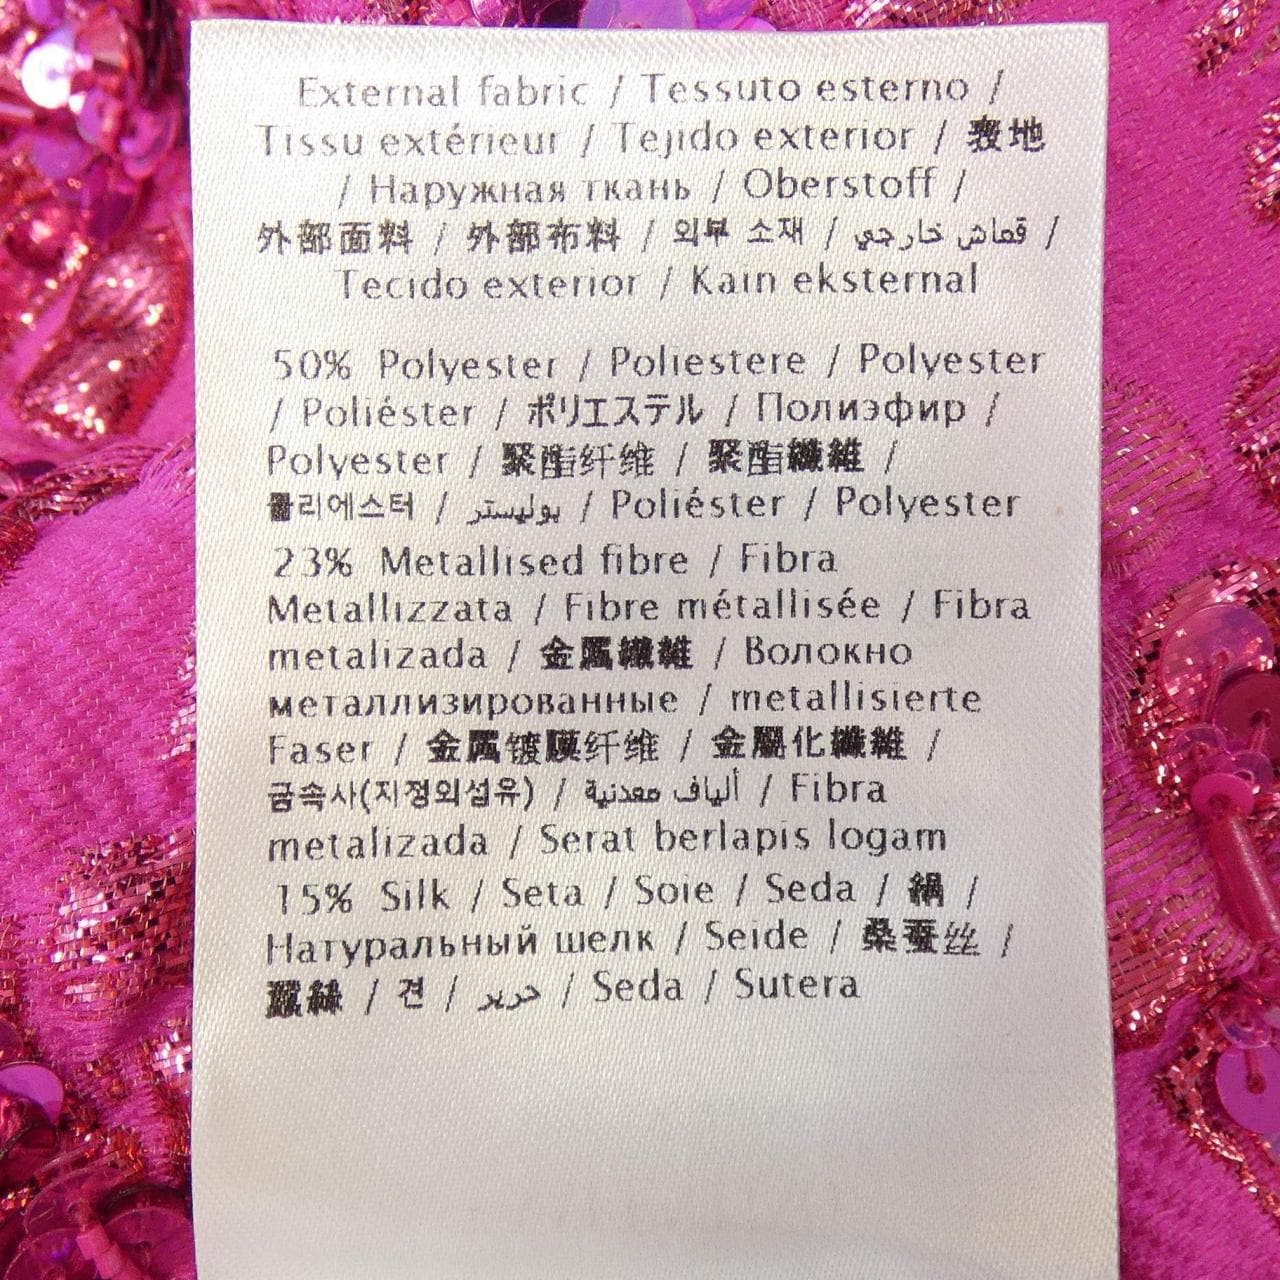 External fabric / Tessuto esterno /
Tissu extérieur / Tejido exterior / 表地
/ Наружная ткань / Oberstoff /
外部面料 / 外部布料 / 외부 소재 / قماش خارجي /
Tecido exterior / Kain eksternal
50% Polyester / Poliestere / Polyester
/ Poliéster / ポリエステル / Полиэфир /
Polyester / 聚酯纤维 / 聚酯纖維 /
폴리에스터 / بوليستر / Poliéster / Polyester
23% Metallised fibre / Fibra
Metallizzata / Fibre métallisée / Fibra
metalizada / 金属繊維 / Волокно
металлизированные / metallisierte
Faser / 金属镀膜纤维 / 金屬化纖維 /
금속사(지정외섬유) / ألياف معدنية / Fibra
metalizada / Serat berlapis logam
15% Silk / Seta / Soie / Seda / 絹 /
Натуральный шелк / Seide / 桑蚕丝 /
蠶絲 / 견 / حرير / Seda / Sutera